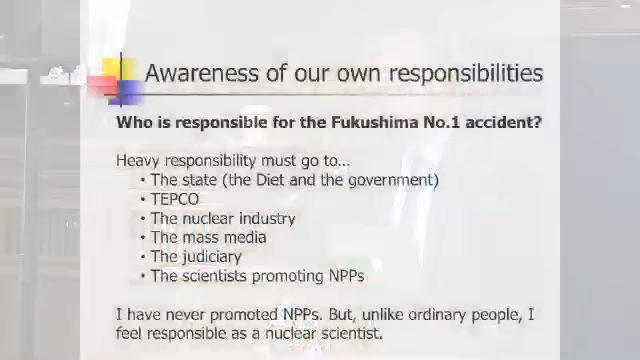 Awareness of our own responsibilities
Who is responsible for the Fukushima No.1 accident?
Heavy responsibility must go to...
• The state (the Diet and the government)
• TEPCO
• The nuclear industry
• The mass media
• The judiciary
• The scientists promoting NPPs
I have never promoted NPPs. But, unlike ordinary people, I
feel responsible as a nuclear scientist.